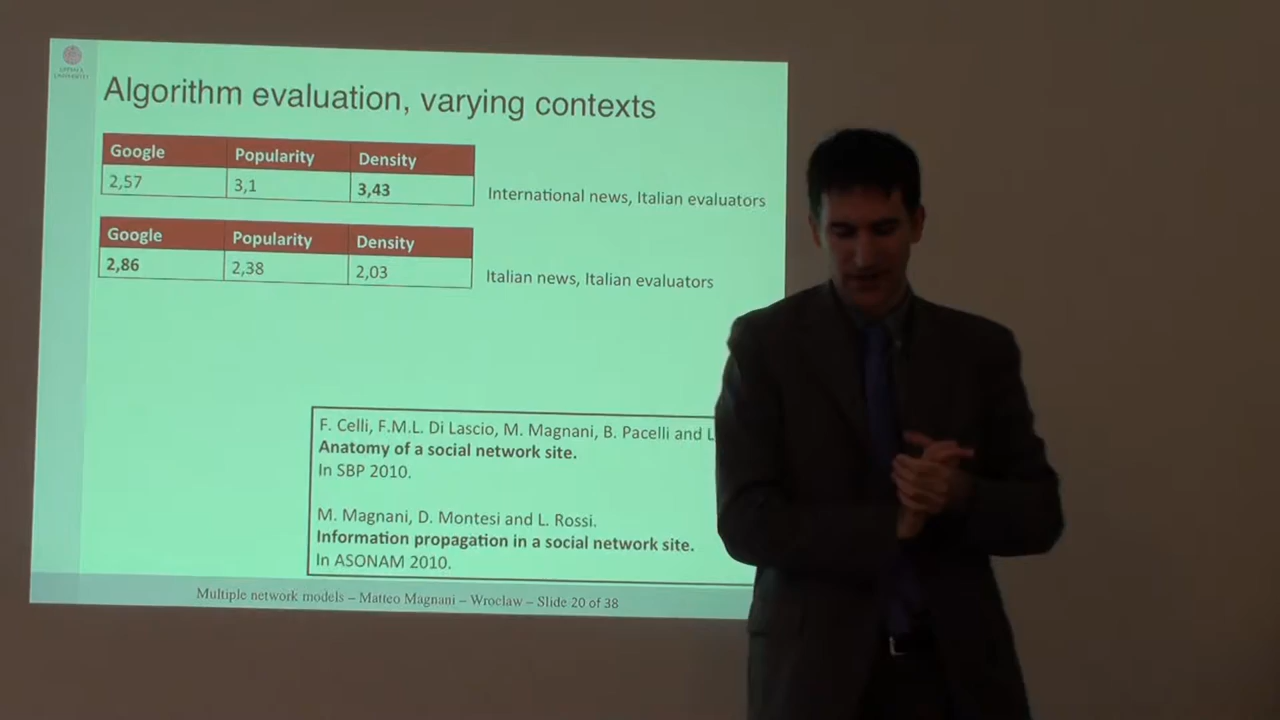 UPPSALA
UNIVERSITY
Algorithm evaluation, varying contexts
Google Popularity Density
2,57 3,1 3,43
International news, Italian evaluators
Google Popularity Density
2,86 2,38 2,03
Italian news, Italian evaluators
F. Celli, F.M.L. Di Lascio, M. Magnani, B. Pacelli and L
Anatomy of a social network site.
In SBP 2010.
M. Magnani, D. Montesi and L. Rossi.
Information propagation in a social network site.
In ASONAM 2010.
Multiple network models – Matteo Magnani – Wroclaw – Slide 20 of 38